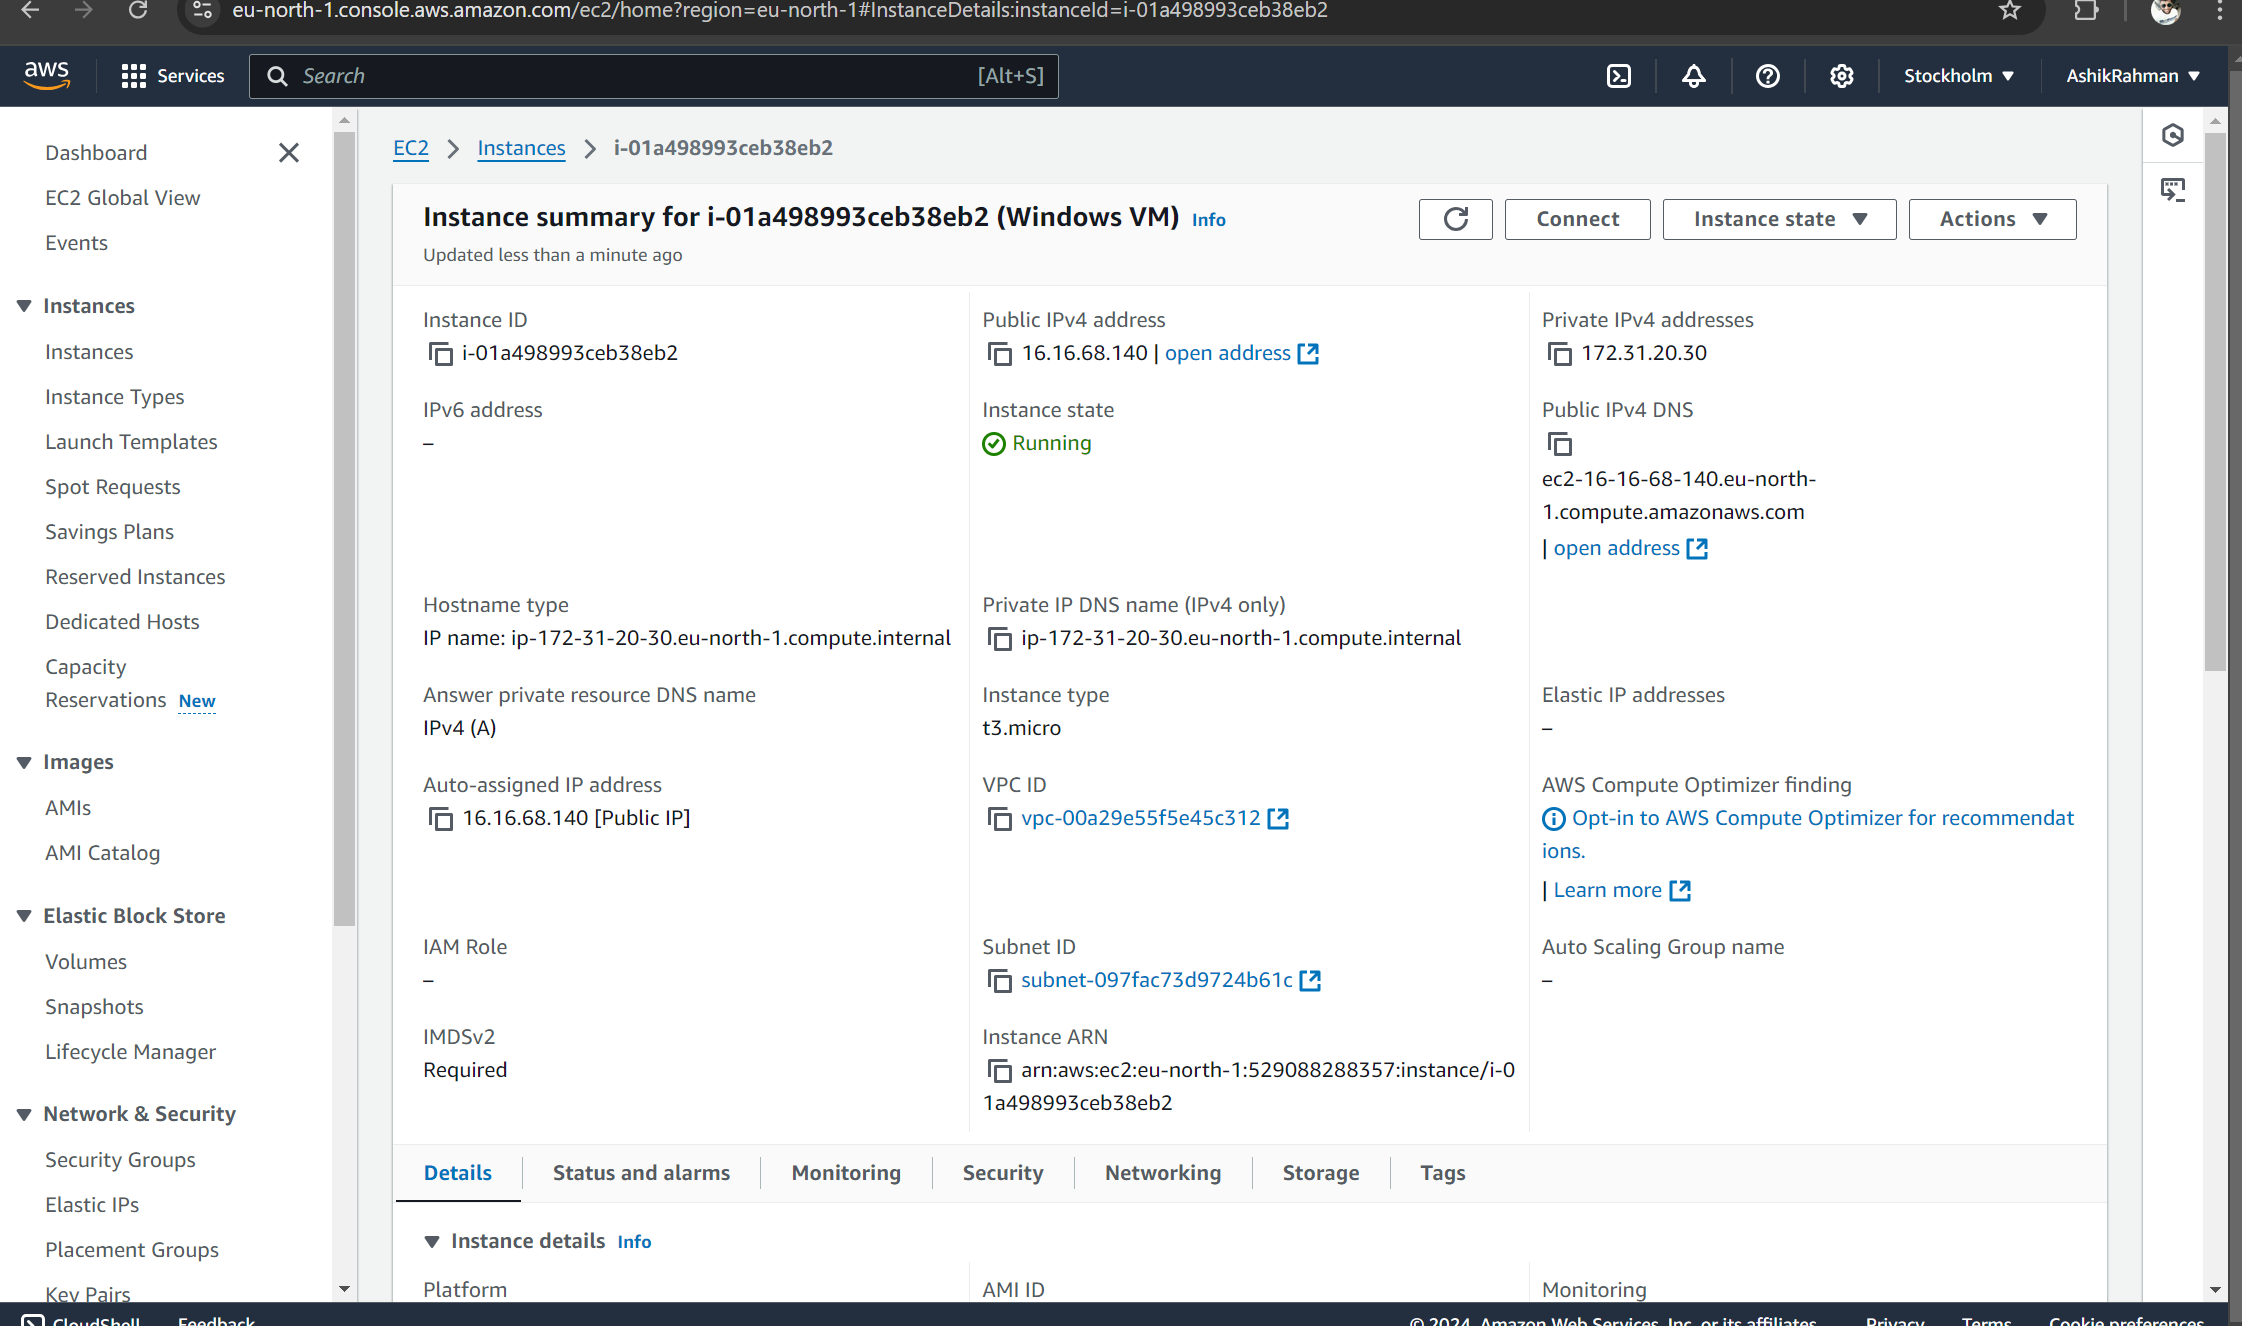 eu-north-1.console.aws.amazon.com/ec2/home?region=eu-north-1#InstanceDetails:instanceId=i-01a498993ceb38eb2
aws
Services
Search
[Alt+S]
Stockholm
AshikRahman
Dashboard
EC2 Global View
Events
Instances
Instances
Instance Types
Launch Templates
Spot Requests
Savings Plans
Reserved Instances
Dedicated Hosts
Capacity
Reservations New
Images
AMIs
AMI Catalog
Elastic Block Store
Volumes
Snapshots
Lifecycle Manager
Network & Security
Security Groups
Elastic IPs
Placement Groups
Key Pairs
EC2 > Instances > i-01a498993ceb38eb2
Instance summary for i-01a498993ceb38eb2 (Windows VM) Info
Updated less than a minute ago
Connect
Instance state
Actions
Instance ID
i-01a498993ceb38eb2
Public IPv4 address
16.16.68.140 | open address
Private IPv4 addresses
172.31.20.30
IPv6 address
–
Instance state
Running
Public IPv4 DNS
ec2-16-16-68-140.eu-north-
1.compute.amazonaws.com
| open address
Hostname type
IP name: ip-172-31-20-30.eu-north-1.compute.internal
Private IP DNS name (IPv4 only)
ip-172-31-20-30.eu-north-1.compute.internal
Answer private resource DNS name
IPv4 (A)
Instance type
t3.micro
Elastic IP addresses
–
Auto-assigned IP address
16.16.68.140 [Public IP]
VPC ID
vpc-00a29e55f5e45c312
AWS Compute Optimizer finding
Opt-in to AWS Compute Optimizer for recommendat
ions.
| Learn more
IAM Role
–
Subnet ID
subnet-097fac73d9724b61c
Auto Scaling Group name
–
IMDSv2
Required
Instance ARN
arn:aws:ec2:eu-north-1:529088288357:instance/i-0
1a498993ceb38eb2
Details
Status and alarms
Monitoring
Security
Networking
Storage
Tags
Instance details Info
Platform
AMI ID
Monitoring
CloudShell
Feedback
© 2024, Amazon Web Services, Inc. or its affiliates.
Privacy
Terms
Cookie preferences